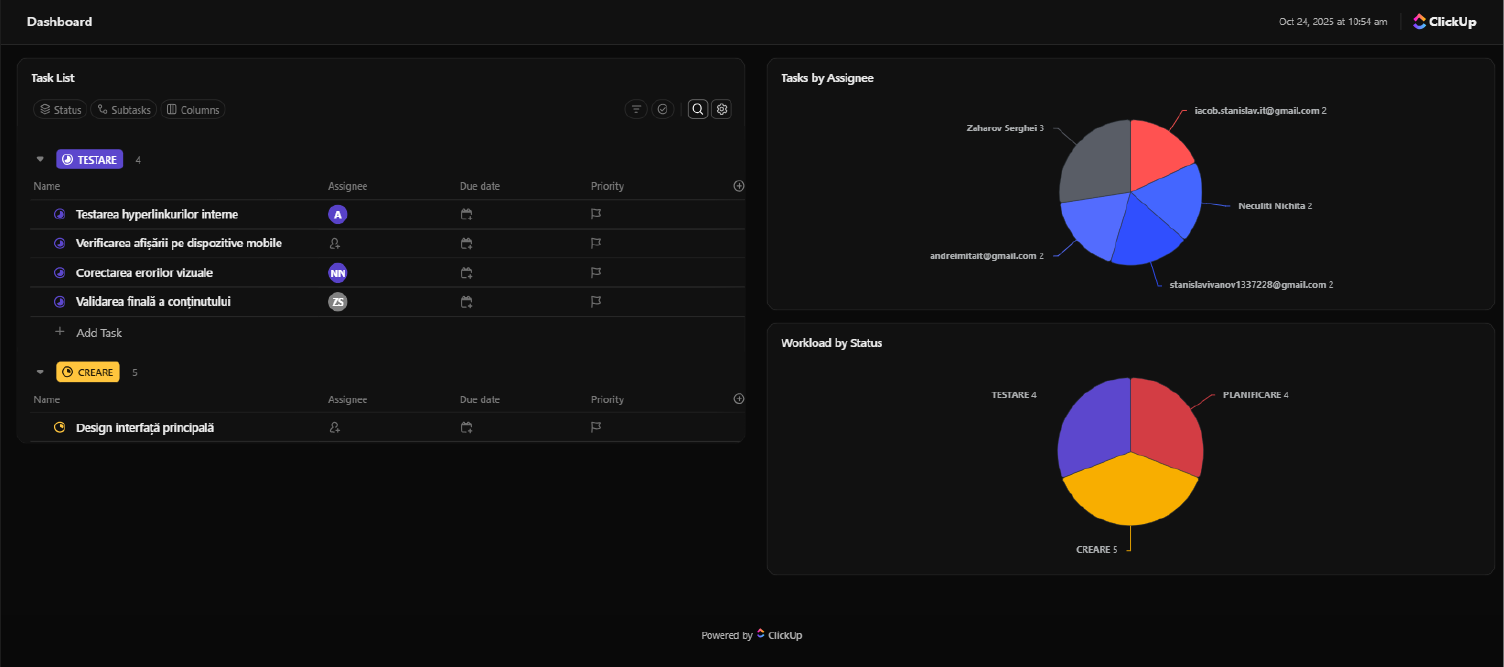 Dashboard
Oct 24, 2025 at 10:54 am
ClickUp
Task List
Status Subtasks Columns
TESTARE 4
Name Assignee Due date Priority
Testarea hyperlinkurilor interne A
Verificarea afișării pe dispozitive mobile
Corectarea erorilor vizuale NN
Validarea finală a conținutului ZS
Add Task
CREARE 5
Name Assignee Due date Priority
Design interfață principală
Tasks by Assignee
iacob.stanislav.it@gmail.com 2
Zaharov Serghei 3
Neculiti Nichita 2
andreimitait@gmail.com 2
stanislavivanov1337228@gmail.com 2
Workload by Status
TESTARE 4
PLANIFICARE 4
CREARE 5
Powered by ClickUp